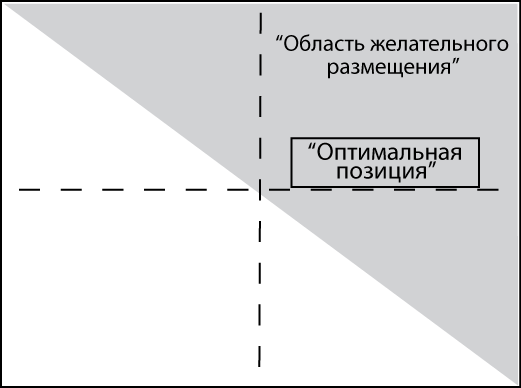 “Область желательного
размещения”
“Оптимальная
позиция”